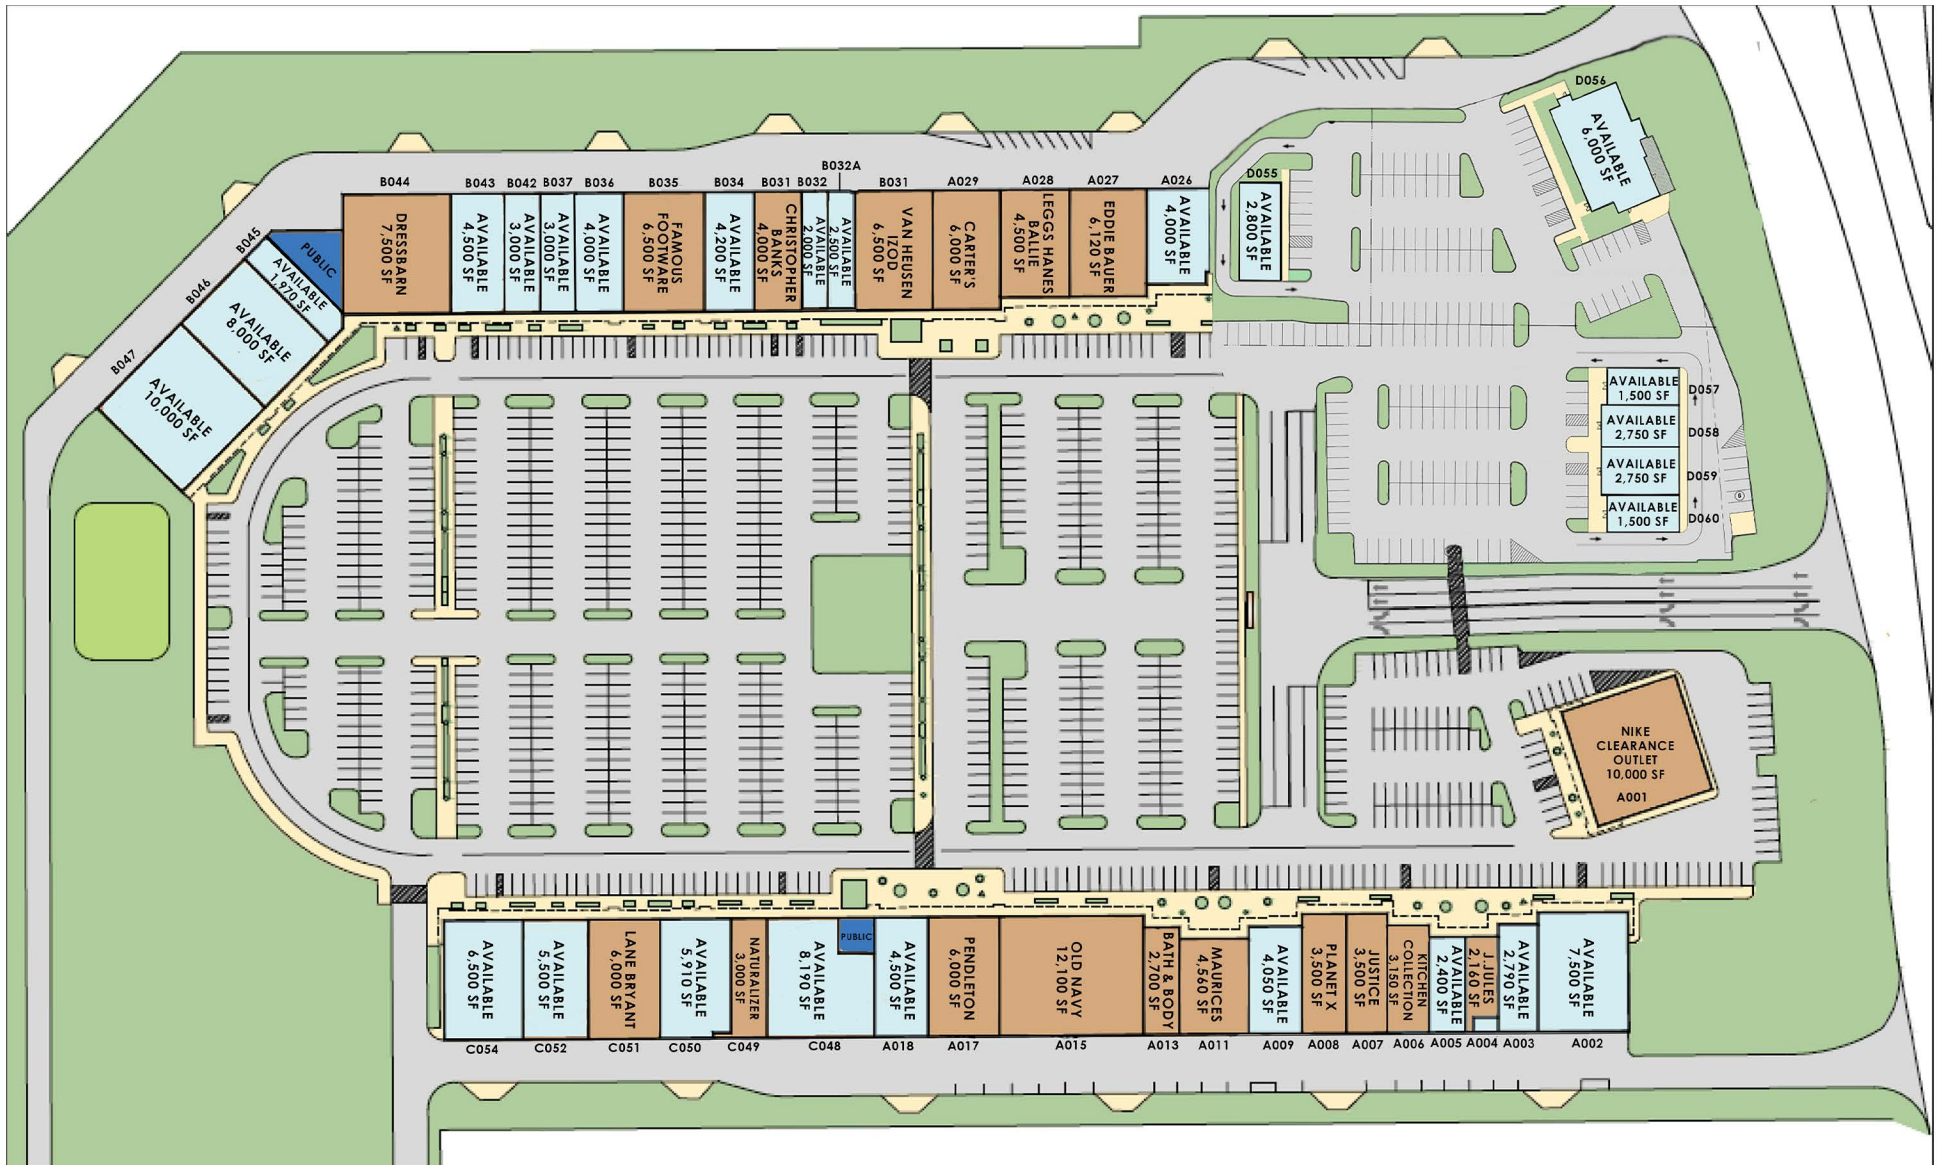 D056
AVAILABLE
6,000 SF
B032A
B044
B043
B042
B037
B036
B035
B034
B031
B032
B031
A029
A028
A027
A026
D055
DRESSBARN
7,500 SF
AVAILABLE
4,500 SF
AVAILABLE
3,000 SF
AVAILABLE
3,000 SF
AVAILABLE
4,000 SF
FAMOUS
FOOTWARE
6,500 SF
AVAILABLE
4,200 SF
CHRISTOPHER
BANKS
4,000 SF
AVAILABLE
2,000 SF
AVAILABLE
2,500 SF
VAN HEUSEN
IZOD
6,500 SF
CARTER'S
6,000 SF
LEGGS HANES
BALLIE
4,500 SF
EDDIE BAUER
6,120 SF
AVAILABLE
4,000 SF
AVAILABLE
2,800 SF
B045
PUBLIC
AVAILABLE
1,970 SF
B046
AVAILABLE
8,000 SF
B047
AVAILABLE
10,000 SF
AVAILABLE
1,500 SF
D057
AVAILABLE
2,750 SF
D058
AVAILABLE
2,750 SF
D059
AVAILABLE
1,500 SF
D060
NIKE
CLEARANCE
OUTLET
10,000 SF
A001
AVAILABLE
6,500 SF
AVAILABLE
5,500 SF
LANE BRYANT
6,000 SF
AVAILABLE
5,910 SF
NATURALIZER
3,000 SF
AVAILABLE
8,190 SF
PUBLIC
AVAILABLE
4,500 SF
PENDLETON
6,000 SF
OLD NAVY
12,100 SF
BATH & BODY
2,700 SF
MAURICES
4,560 SF
AVAILABLE
4,050 SF
PLANET X
3,500 SF
JUSTICE
3,500 SF
KITCHEN
COLLECTION
3,150 SF
AVAILABLE
2,400 SF
J.JULES
2,160 SF
AVAILABLE
2,790 SF
AVAILABLE
7,500 SF
C054
C052
C051
C050
C049
C048
A018
A017
A015
A013
A011
A009
A008
A007
A006
A005
A004
A003
A002